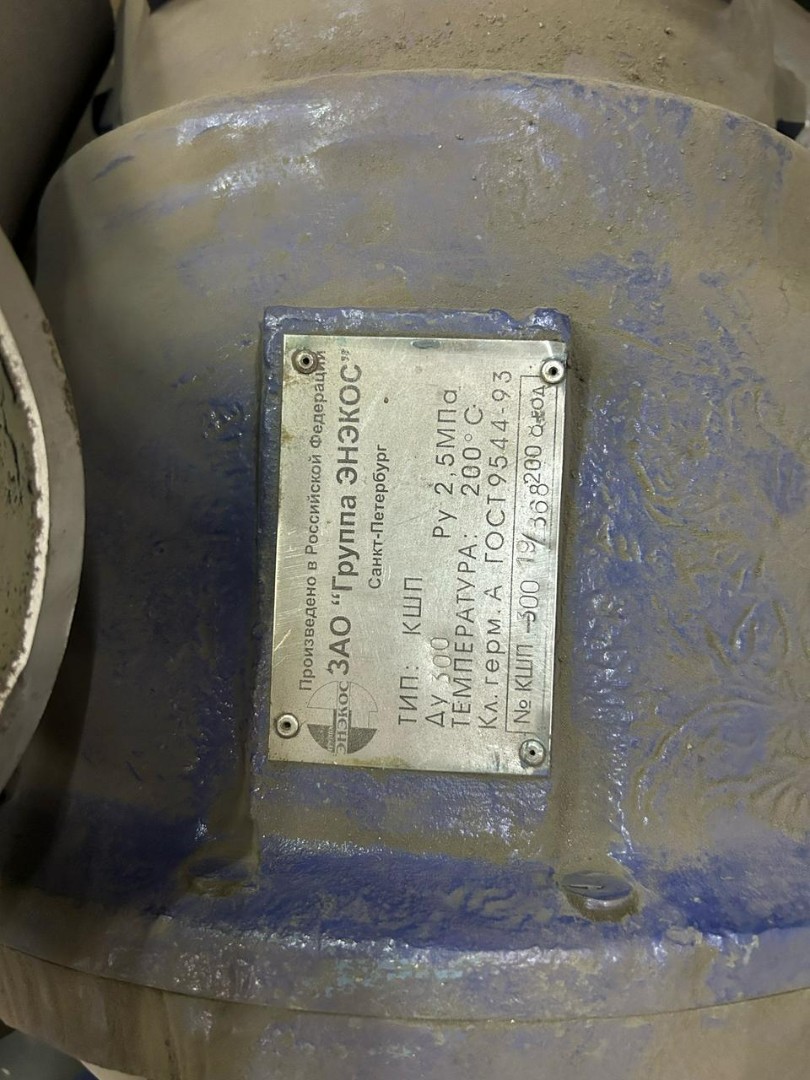 Произведено в Российской Федерации
ЗАО "Группа ЭНЭКОС"
Санкт-Петербург
ЭНЭКОС
ТИП: КШП
Ду 300 Ру 2,5МПа
ТЕМПЕРАТУРА: 200°С
Кл. герм. А ГОСТ9544-93
№ КШП -300 19/368 200 год